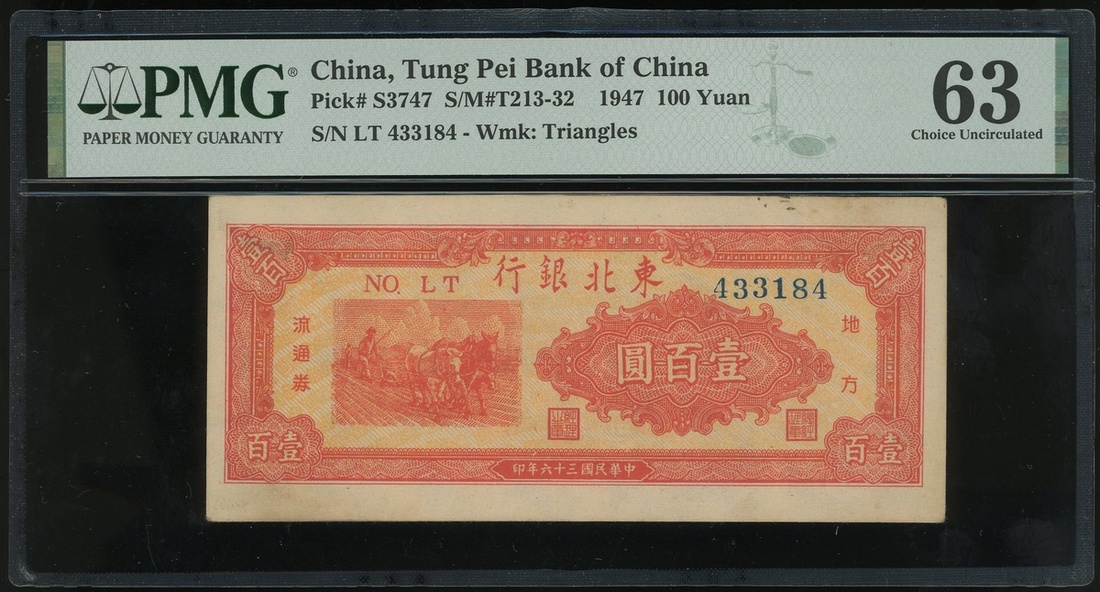 PMG®
PAPER MONEY GUARANTY
China, Tung Pei Bank of China
Pick# S3747 S/M#T213-32 1947 100 Yuan
S/N LT 433184 - Wmk: Triangles
63
Choice Uncirculated
壹百
壹百
東北銀行
NO. LT
433184
地方
流通券
壹百圓
壹百
壹百
中華民國三十六年印